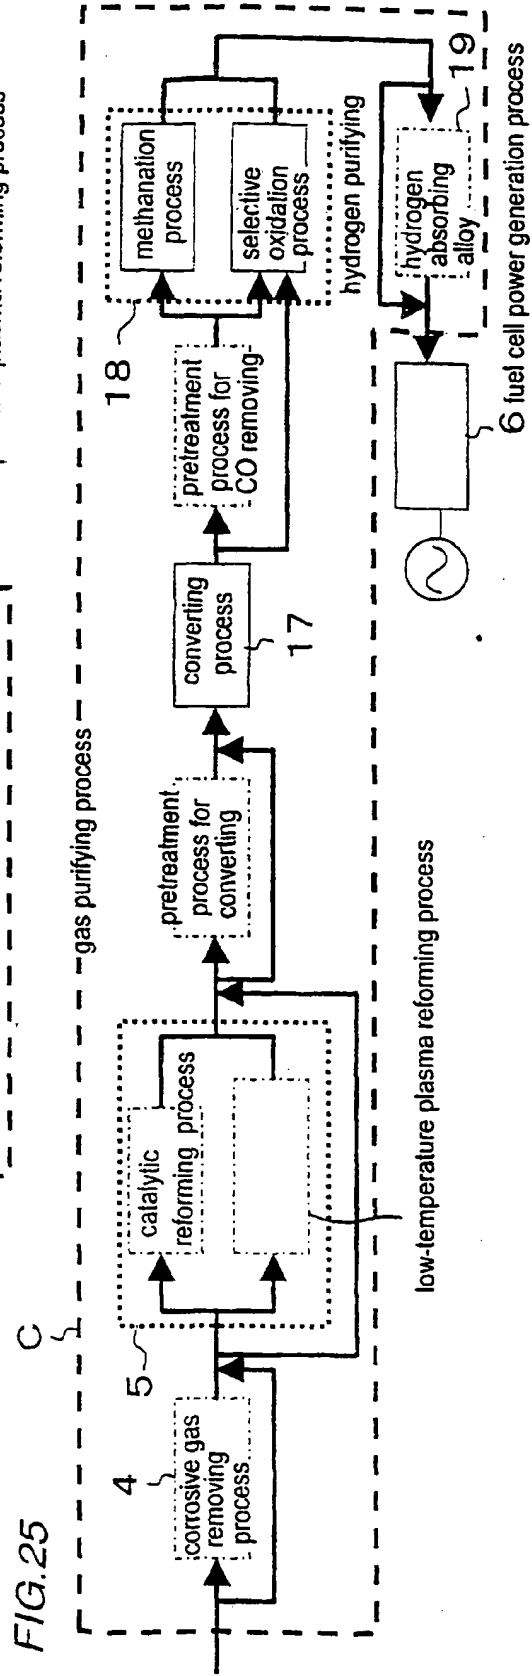 FIG.25
C
gas purifying process
4
corrosive gas
removing
process
5
catalytic
reforming process
low-temperature plasma reforming process
pretreatment
process for
converting
converting
process
17
pretreatment
process for
CO removing
18
methanation
process
selective
oxidation
process
hydrogen purifying
19
hydrogen
absorbing
alloy
6 fuel cell power generation process